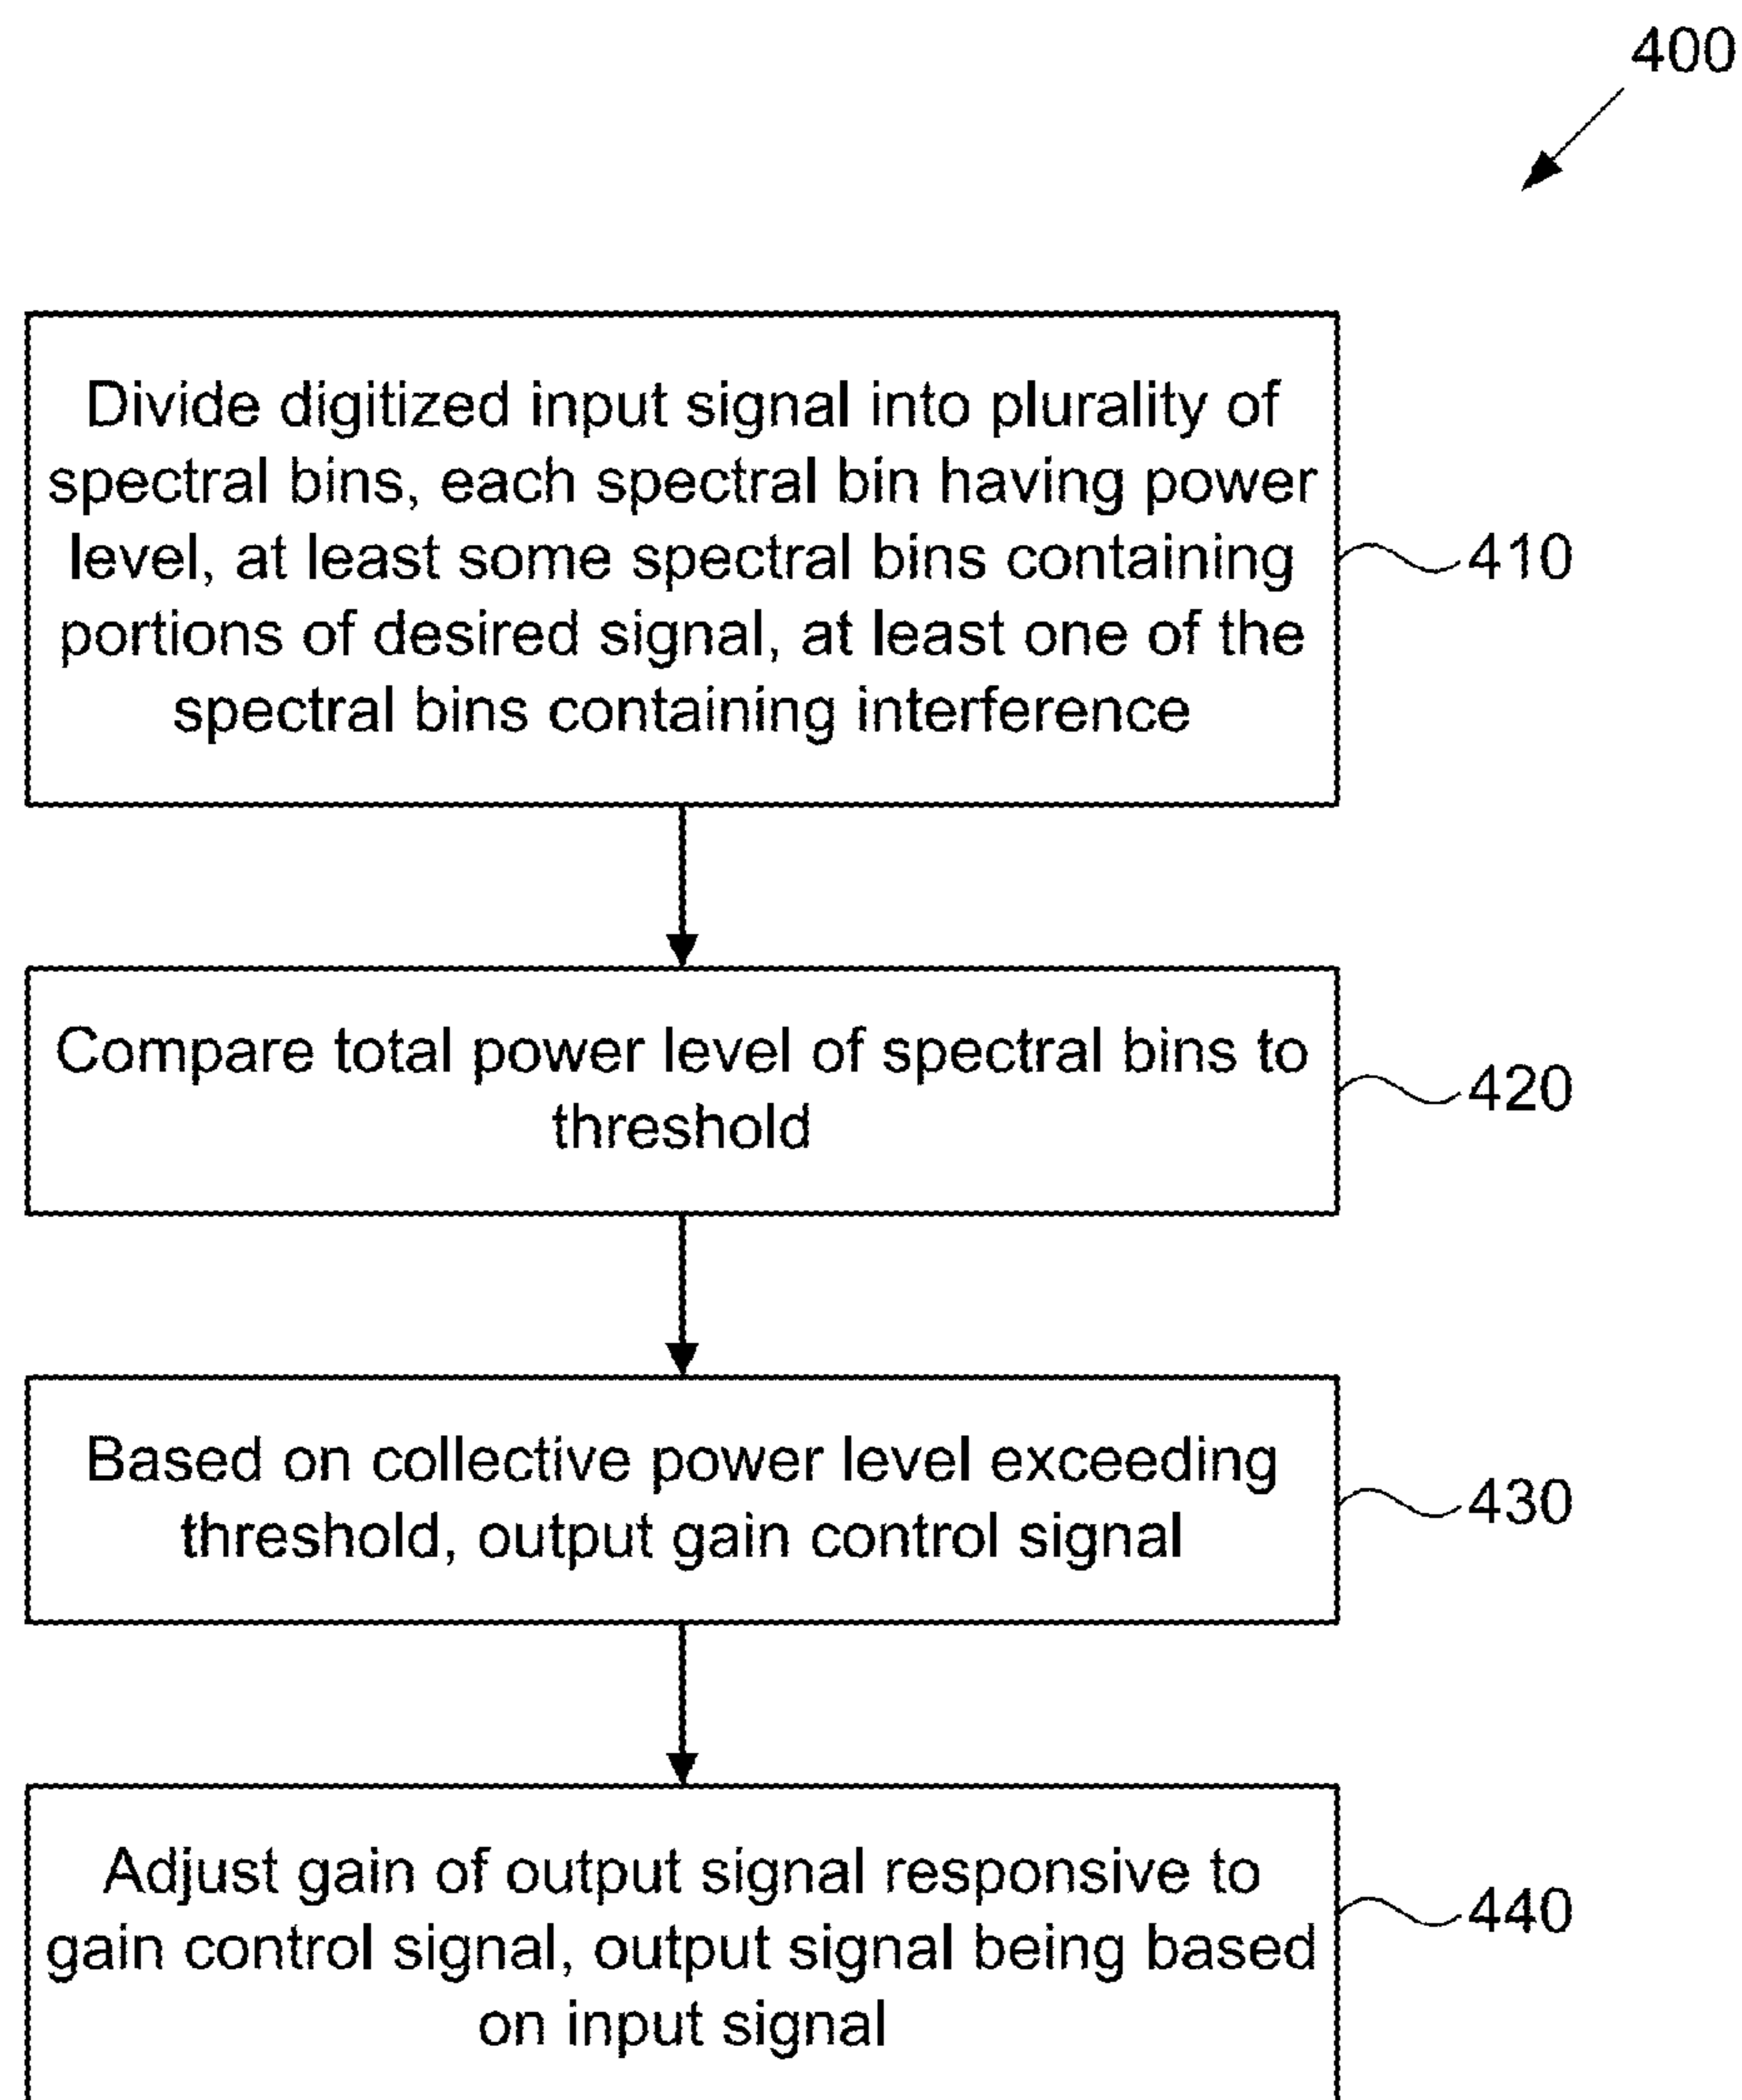 400
Divide digitized input signal into plurality of
spectral bins, each spectral bin having power
level, at least some spectral bins containing
portions of desired signal, at least one of the
spectral bins containing interference
410
Compare total power level of spectral bins to
threshold
420
Based on collective power level exceeding
threshold, output gain control signal
430
Adjust gain of output signal responsive to
gain control signal, output signal being based
on input signal
440